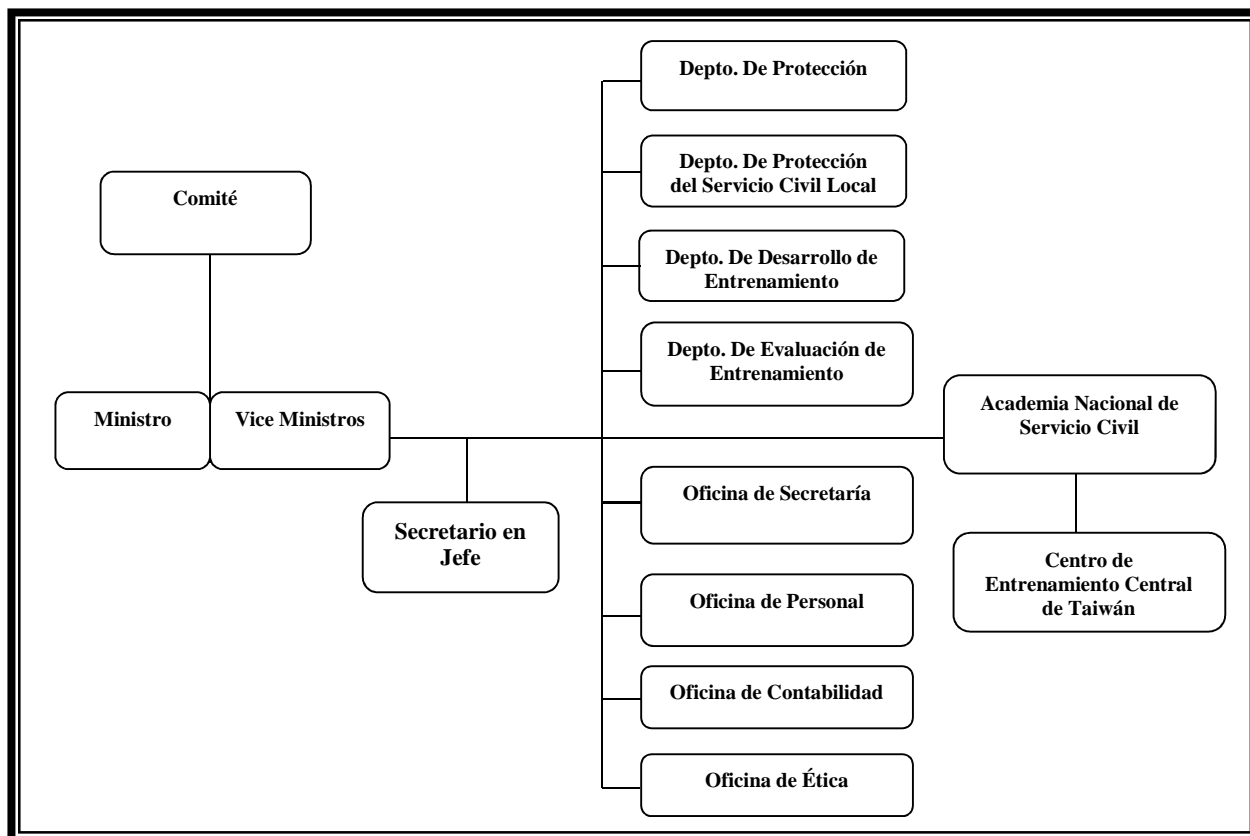 Depto. De Protección
Depto. De Protección
del Servicio Civil Local
Comité
Depto. De Desarrollo de
Entrenamiento
Depto. De Evaluación de
Entrenamiento
Ministro
Vice Ministros
Academia Nacional de
Servicio Civil
Secretario en
Jefe
Oficina de Secretaría
Centro de
Entrenamiento Central
de Taiwán
Oficina de Personal
Oficina de Contabilidad
Oficina de Ética